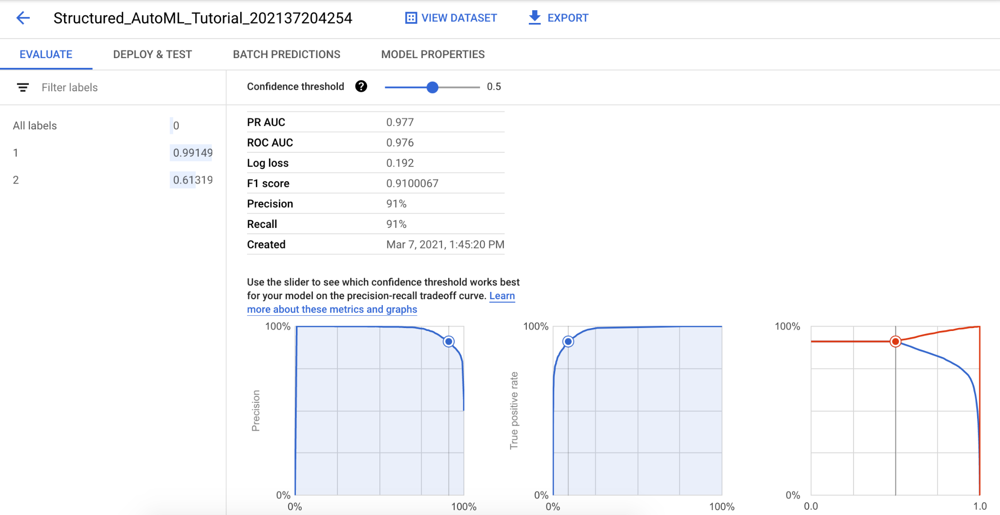 Structured_AutoML_Tutorial_202137204254
VIEW DATASET
EXPORT
EVALUATE
DEPLOY & TEST
BATCH PREDICTIONS
MODEL PROPERTIES
Filter labels
Confidence threshold ? 0.5
All labels 0
1 0.99149
2 0.61319
PR AUC 0.977
ROC AUC 0.976
Log loss 0.192
F1 score 0.9100067
Precision 91%
Recall 91%
Created Mar 7, 2021, 1:45:20 PM
Use the slider to see which confidence threshold works best
for your model on the precision-recall tradeoff curve. Learn
more about these metrics and graphs
100%
Precision
0%
0% 100%
100%
True positive rate
0%
0% 100%
100%
0%
0.0 1.0